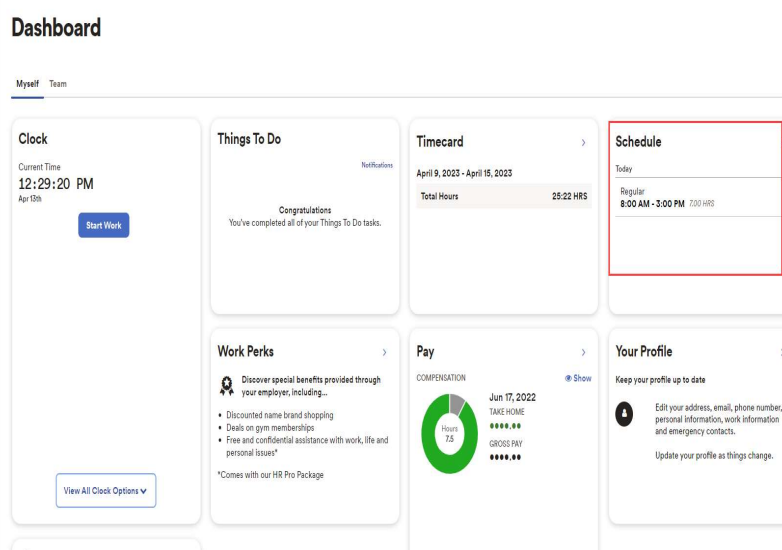 Dashboard
Myself Team
Clock
Current Time
12:29:20 PM
Apr 13th
Start Work
View All Clock Options
Things To Do
Notifications
Congratulations
You've completed all of your Things To Do tasks.
Timecard
April 9, 2023 - April 15, 2023
Total Hours 25:22 HRS
Schedule
Today
Regular
8:00 AM - 3:00 PM 7.00 HRS
Work Perks
Discover special benefits provided through
your employer, including...
• Discounted name brand shopping
• Deals on gym memberships
• Free and confidential assistance with work, life and
personal issues*
*Comes with our HR Pro Package
Pay
COMPENSATION Show
Hours
7.5
Jun 17, 2022
TAKE HOME
••••.••
GROSS PAY
••••.••
Your Profile
Keep your profile up to date
Edit your address, email, phone number,
personal information, work information
and emergency contacts.
Update your profile as things change.